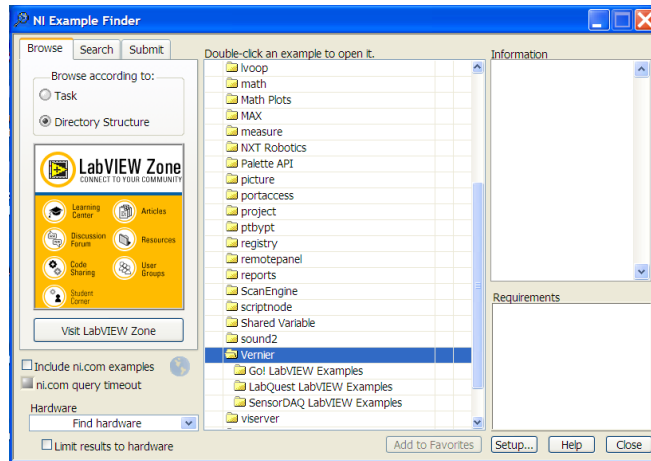 NI Example Finder
Browse
Search
Submit
Browse according to:
Task
Directory Structure
LabVIEW Zone
CONNECT TO YOUR COMMUNITY
Learning Center
Articles
Discussion Forum
Resources
Code Sharing
User Groups
Student Corner
Visit LabVIEW Zone
Include ni.com examples
ni.com query timeout
Hardware
Find hardware
Limit results to hardware
Double-click an example to open it.
lvoop
math
Math Plots
MAX
measure
NXT Robotics
Palette API
picture
portaccess
project
ptbypt
registry
remotepanel
reports
ScanEngine
scriptnode
Shared Variable
sound2
Vernier
Go! LabVIEW Examples
LabQuest LabVIEW Examples
SensorDAQ LabVIEW Examples
viserver
Information
Requirements
Add to Favorites
Setup...
Help
Close